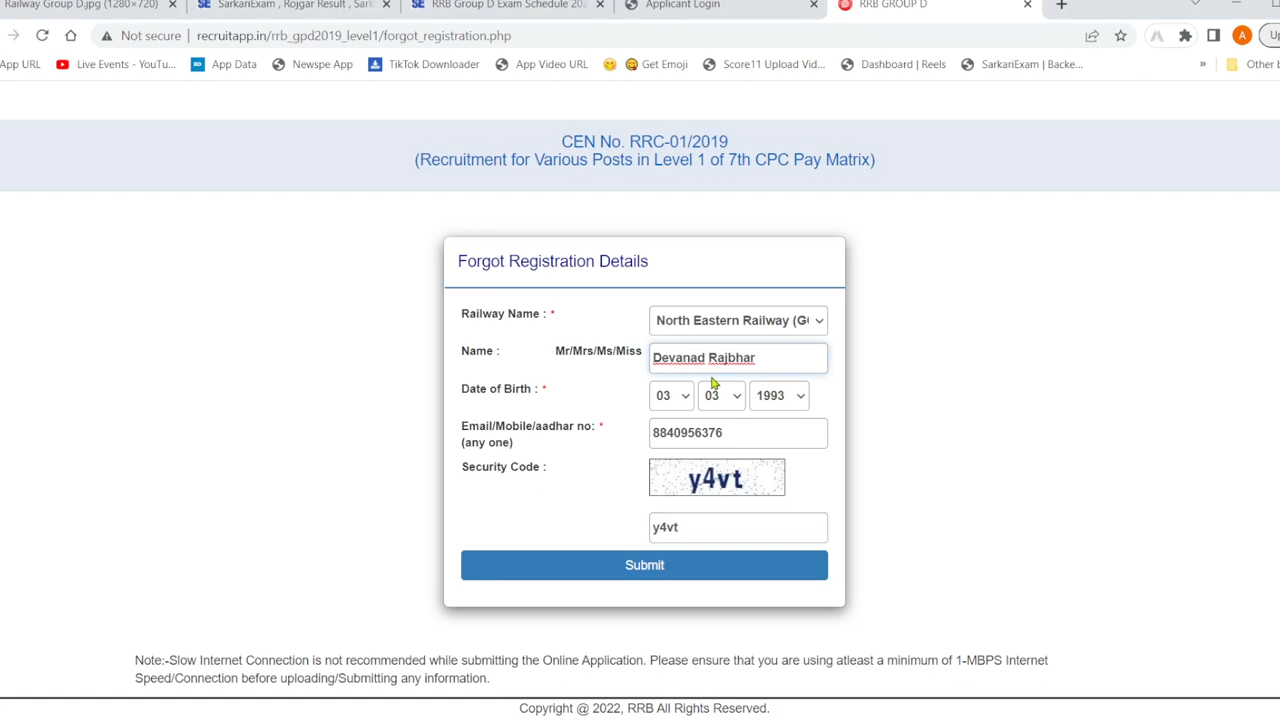 Railway Group D.jpg (1280×720)
SarkariExam , Rojgar Result , Sark
RRB Group D Exam Schedule 202
Applicant Login
RRB GROUP D
Not secure
recruitapp.in/rrb_gpd2019_level1/forgot_registration.php
A
Up
App URL
Live Events - YouTu...
App Data
Newspe App
TikTok Downloader
App Video URL
Get Emoji
Score11 Upload Vid...
Dashboard | Reels
SarkariExam | Backe...
»
Other b
CEN No. RRC-01/2019
(Recruitment for Various Posts in Level 1 of 7th CPC Pay Matrix)
Forgot Registration Details
Railway Name : *
North Eastern Railway (G
Name : Mr/Mrs/Ms/Miss
Devanad Rajbhar
Date of Birth : *
03 03 1993
Email/Mobile/aadhar no: *
(any one)
8840956376
Security Code :
y4vt
y4vt
Submit
Note:-Slow Internet Connection is not recommended while submitting the Online Application. Please ensure that you are using atleast a minimum of 1-MBPS Internet
Speed/Connection before uploading/Submitting any information.
Copyright @ 2022, RRB All Rights Reserved.